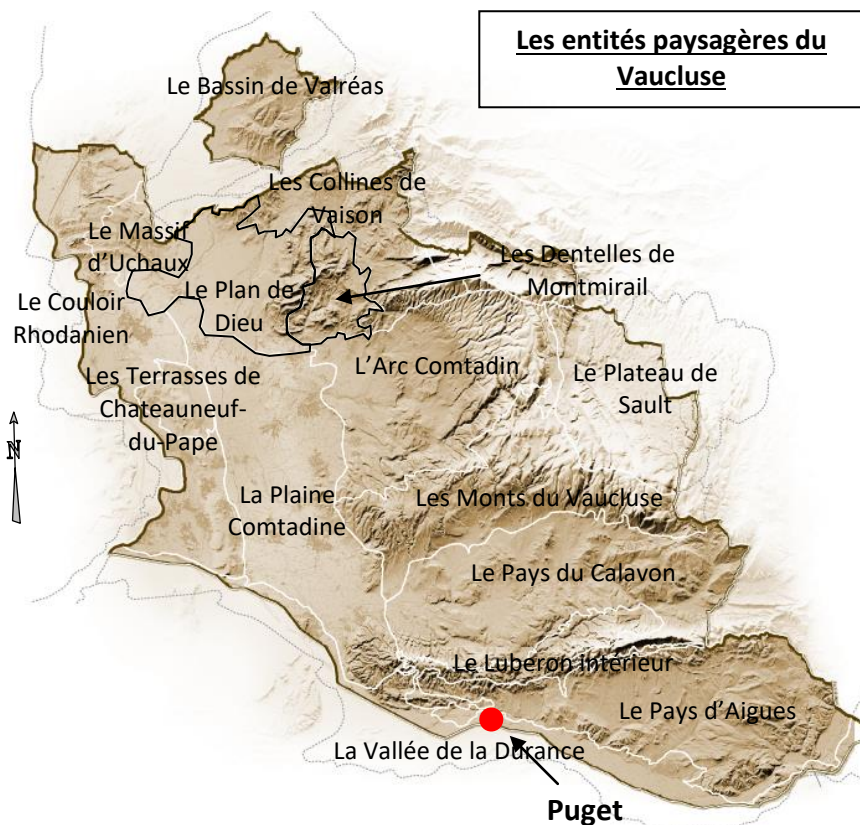 Les entités paysagères du
Vaucluse
Le Bassin de Valréas
Les Collines de
Vaison
Le Massif
d'Uchaux
Les Dentelles de
Montmirail
Le Couloir
Rhodanien
Le Plan de
Dieu
L'Arc Comtadin
Les Terrasses de
Chateauneuf-
du-Pape
Le Plateau de
Sault
N
La Plaine
Comtadine
Les Monts du Vaucluse
Le Pays du Calavon
Le Luberon intérieur
Le Pays d'Aigues
La Vallée de la Durance
Puget